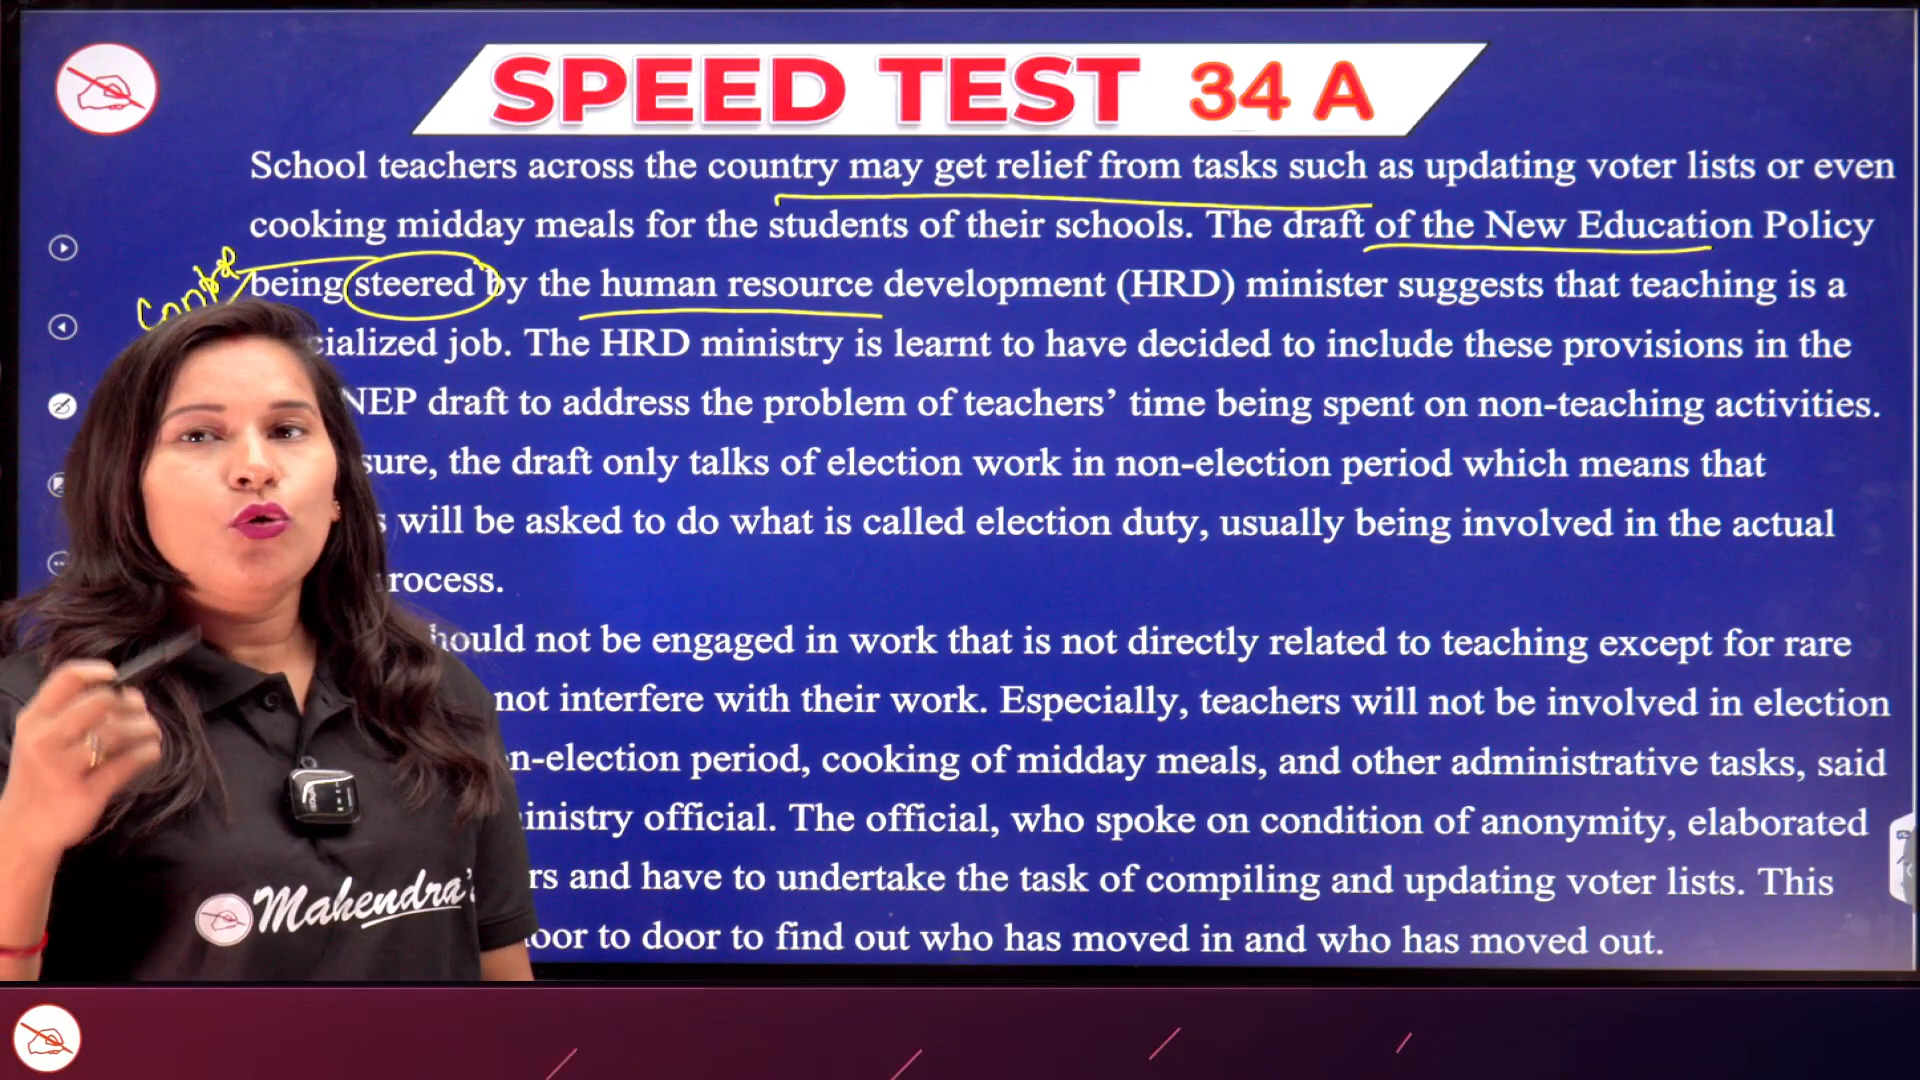 SPEED TEST 34 A
School teachers across the country may get relief from tasks such as updating voter lists or even
cooking midday meals for the students of their schools. The draft of the New Education Policy
being steered by the human resource development (HRD) minister suggests that teaching is a
job. The HRD ministry is learnt to have decided to include these provisions in the
NEP draft to address the problem of teachers’ time being spent on non-teaching activities.
sure, the draft only talks of election work in non-election period which means that
will be asked to do what is called election duty, usually being involved in the actual
not be engaged in work that is not directly related to teaching except for rare
not interfere with their work. Especially, teachers will not be involved in election
period, cooking of midday meals, and other administrative tasks, said
official. The official, who spoke on condition of anonymity, elaborated
and have to undertake the task of compiling and updating voter lists. This
to door to find out who has moved in and who has moved out.
Mahendra's